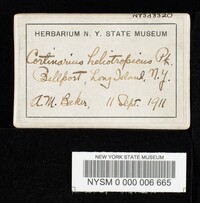 HERBARIUM N. Y. STATE MUSEUM
Cortinarius heliotropicus Pk.
Bellport, Long Island, N.Y.
A.M. Baker, 11 Sept. 1911
NEW YORK STATE MUSEUM
NYSM 0 000 006 665